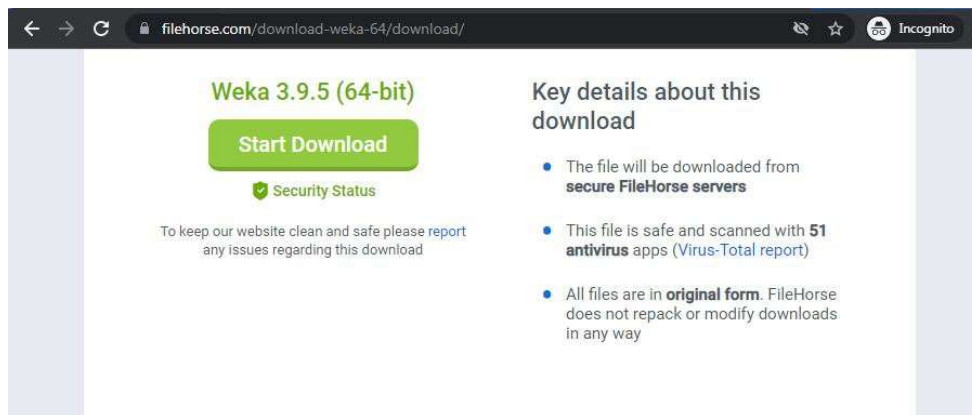 filehorse.com/download-weka-64/download/
Incognito
Weka 3.9.5 (64-bit)
Start Download
Security Status
To keep our website clean and safe please report
any issues regarding this download
Key details about this
download
The file will be downloaded from
secure FileHorse servers
This file is safe and scanned with 51
antivirus apps (Virus-Total report)
All files are in original form. FileHorse
does not repack or modify downloads
in any way